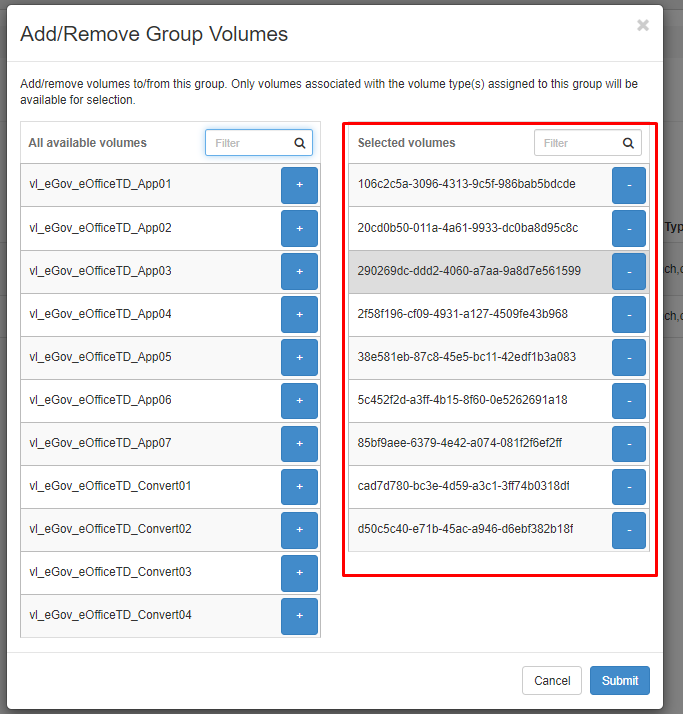 Add/Remove Group Volumes
×
Add/remove volumes to/from this group. Only volumes associated with the volume type(s) assigned to this group will be
available for selection.
All available volumes
Filter
vl_eGov_eOfficeTD_App01 +
vl_eGov_eOfficeTD_App02 +
vl_eGov_eOfficeTD_App03 +
vl_eGov_eOfficeTD_App04 +
vl_eGov_eOfficeTD_App05 +
vl_eGov_eOfficeTD_App06 +
vl_eGov_eOfficeTD_App07 +
vl_eGov_eOfficeTD_Convert01 +
vl_eGov_eOfficeTD_Convert02 +
vl_eGov_eOfficeTD_Convert03 +
vl_eGov_eOfficeTD_Convert04 +
Selected volumes
Filter
106c2c5a-3096-4313-9c5f-986bab5bdcde -
20cd0b50-011a-4a61-9933-dc0ba8d95c8c -
290269dc-ddd2-4060-a7aa-9a8d7e561599 -
2f58f196-cf09-4931-a127-4509fe43b968 -
38e581eb-87c8-45e5-bc11-42edf1b3a083 -
5c452f2d-a3ff-4b15-8f60-0e5262691a18 -
85bf9aee-6379-4e42-a074-081f2f6ef2ff -
cad7d780-bc3e-4d59-a3c1-3ff74b0318df -
d50c5c40-e71b-45ac-a946-d6ebf382b18f -
Typ
ch,c
ch,c
Cancel
Submit